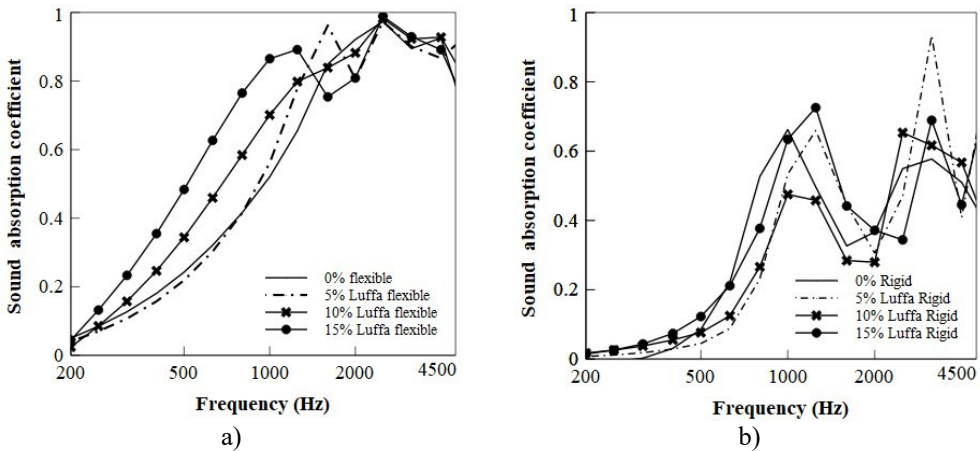 1
0.8
0.6
0.4
0.2
0
Sound absorption coefficient
0% flexible
5% Luffa flexible
10% Luffa flexible
15% Luffa flexible
200 500 1000 2000 4500
Frequency (Hz)
a)
1
0.8
0.6
0.4
0.2
0
Sound absorption coefficient
0% Rigid
5% Luffa Rigid
10% Luffa Rigid
15% Luffa Rigid
200 500 1000 2000 4500
Frequency (Hz)
b)